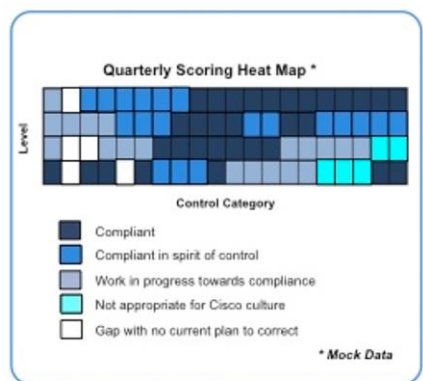 Quarterly Scoring Heat Map *
Level
Control Category
Compliant
Compliant in spirit of control
Work in progress towards compliance
Not appropriate for Cisco culture
Gap with no current plan to correct
* Mock Data